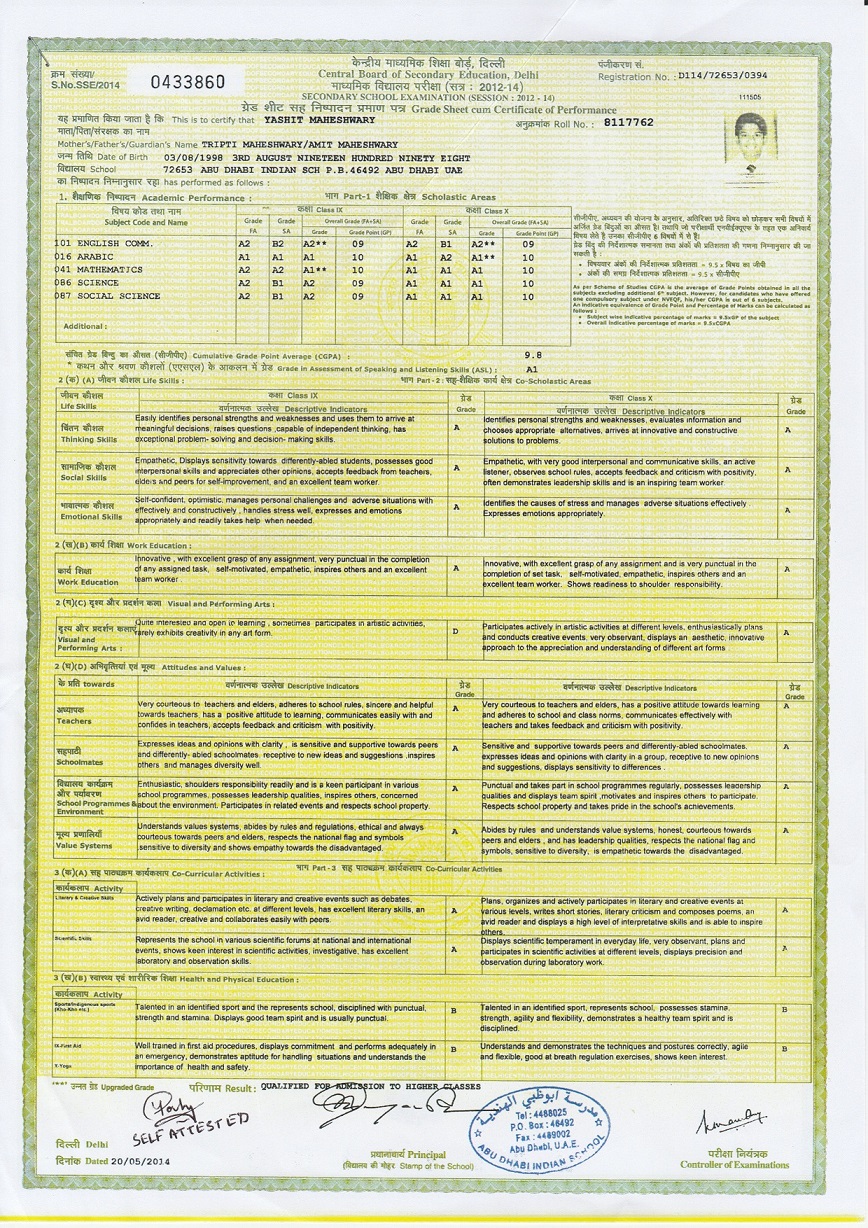 क्रम संख्या/
S.No.SSE/2014
0433860
केन्द्रीय माध्यमिक शिक्षा बोर्ड, दिल्ली
Central Board of Secondary Education, Delhi
माध्यमिक विद्यालय परीक्षा (सत्र : 2012-14)
SECONDARY SCHOOL EXAMINATION (SESSION : 2012 - 14)
ग्रेड शीट सह निष्पादन प्रमाण पत्र Grade Sheet cum Certificate of Performance
पंजीकरण सं.
Registration No. : D114/72653/0394
111505
यह प्रमाणित किया जाता है कि This is to certify that YASHIT MAHESHWARY
अनुक्रमांक Roll No. : 8117762
माता/पिता/संरक्षक का नाम
Mother's/Father's/Guardian's Name TRIPTI MAHESHWARY/AMIT MAHESHWARY
जन्म तिथि Date of Birth 03/08/1998 3RD AUGUST NINETEEN HUNDRED NINETY EIGHT
विद्यालय School 72653 ABU DHABI INDIAN SCH P.B.46492 ABU DHABI UAE
का निष्पादन निम्नानुसार रहा has performed as follows :
1. शैक्षणिक निष्पादन Academic Performance : भाग Part-1 शैक्षिक क्षेत्र Scholastic Areas
विषय कोड तथा नाम
Subject Code and Name
कक्षा Class IX
कक्षा Class X
Grade FA Grade SA Overall Grade (FA+SA) Grade Grade Point (GP) Grade FA Grade SA Overall Grade (FA+SA) Grade Grade Point (GP)
101 ENGLISH COMM. A2 B2 A2** 09 A2 B1 A2** 09
016 ARABIC A1 A1 A1 10 A1 A2 A1** 10
041 MATHEMATICS A2 A2 A1** 10 A1 A1 A1 10
086 SCIENCE A2 B1 A2 09 A1 A1 A1 10
087 SOCIAL SCIENCE A2 B1 A2 09 A1 A1 A1 10
Additional :
As per Scheme of Studies CGPA is the average of Grade Points obtained in all the
subjects excluding additional 6th subject. However, for candidates who have offered
one compulsory subject under NVEQF, his/her CGPA is out of 6 subjects.
An indicative equivalence of Grade Point and Percentage of Marks can be calculated as
follows :
• Subject wise indicative percentage of marks = 9.5xGP of the subject
• Overall indicative percentage of marks = 9.5xCGPA
संचित ग्रेड बिन्दु का औसत (सीजीपीए) Cumulative Grade Point Average (CGPA) : 9.8
* कथन और श्रवण कौशलों (एएसएल) के आकलन में ग्रेड Grade in Assessment of Speaking and Listening Skills (ASL) : A1
2 (क) (A) जीवन कौशल Life Skills : भाग Part-2 : सह-शैक्षिक कार्य क्षेत्र Co-Scholastic Areas
जीवन कौशल
Life Skills
कक्षा Class IX
वर्णनात्मक उल्लेख Descriptive Indicators
ग्रेड
Grade
कक्षा Class X
वर्णनात्मक उल्लेख Descriptive Indicators
ग्रेड
Grade
चिंतन कौशल
Thinking Skills
Easily identifies personal strengths and weaknesses and uses them to arrive at
meaningful decisions, raises questions ,capable of independent thinking, has
exceptional problem- solving and decision- making skills.
A
Identifies personal strengths and weaknesses, evaluates information and
chooses appropriate alternatives, arrives at innovative and constructive
solutions to problems.
A
सामाजिक कौशल
Social Skills
Empathetic, Displays sensitivity towards differently-abled students, possesses good
interpersonal skills and appreciates other opinions, accepts feedback from teachers,
elders and peers for self-improvement, and an excellent team worker.
A
Empathetic, with very good interpersonal and communicative skills, an active
listener, observes school rules, accepts feedback and criticism with positivity,
often demonstrates leadership skills and is an inspiring team worker.
A
भावात्मक कौशल
Emotional Skills
Self-confident, optimistic, manages personal challenges and adverse situations with
effectively and constructively , handles stress well, expresses and emotions
appropriately and readily takes help when needed.
A
Identifies the causes of stress and manages adverse situations effectively .
Expresses emotions appropriately.
A
2 (ख)(B) कार्य शिक्षा Work Education :
कार्य शिक्षा
Work Education
Innovative , with excellent grasp of any assignment, very punctual in the completion
of any assigned task, self-motivated, empathetic, inspires others and an excellent
team worker .
A
Innovative, with excellent grasp of any assignment and is very punctual in the
completion of set task, self-motivated, empathetic, inspires others and an
excellent team worker. Shows readiness to shoulder responsibility.
A
2 (ग)(C) दृश्य और प्रदर्शन कला Visual and Performing Arts :
दृश्य और प्रदर्शन कलाएं
Visual and
Performing Arts :
Quite interested and open to learning , sometimes participates in artistic activities,
rarely exhibits creativity in any art form.
D
Participates actively in artistic activities at different levels, enthusiastically plans
and conducts creative events, very observant, displays an aesthetic, innovative
approach to the appreciation and understanding of different art forms
A
2 (घ)(D) अभिवृत्तियां एवं मूल्य Attitudes and Values :
के प्रति towards
वर्णनात्मक उल्लेख Descriptive Indicators
ग्रेड
Grade
वर्णनात्मक उल्लेख Descriptive Indicators
ग्रेड
Grade
अध्यापक
Teachers
Very courteous to teachers and elders, adheres to school rules, sincere and helpful
towards teachers, has a positive attitude to learning, communicates easily with and
confides in teachers, accepts feedback and criticism with positivity.
A
Very courteous to teachers and elders, has a positive attitude towards learning
and adheres to school and class norms, communicates effectively with
teachers and takes feedback and criticism with positivity.
A
सहपाठी
Schoolmates
Expresses ideas and opinions with clarity , is sensitive and supportive towards peers
and differently- abled schoolmates, receptive to new ideas and suggestions ,inspires
others and manages diversity well.
A
Sensitive and supportive towards peers and differently-abled schoolmates,
expresses ideas and opinions with clarity in a group, receptive to new opinions
and suggestions, displays sensitivity to differences .
A
विद्यालय कार्यक्रम
और पर्यावरण
School Programmes &
Environment
Enthusiastic, shoulders responsibility readily and is a keen participant in various
school programmes, possesses leadership qualities, inspires others, concerned
about the environment. Participates in related events and respects school property.
A
Punctual and takes part in school programmes regularly, possesses leadership
qualities and displays team spirit ,motivates and inspires others to participate.
Respects school property and takes pride in the school's achievements.
A
मूल्य प्रणालियाँ
Value Systems
Understands values systems, abides by rules and regulations, ethical and always
courteous towards peers and elders, respects the national flag and symbols
,sensitive to diversity and shows empathy towards the disadvantaged.
A
Abides by rules and understands value systems, honest, courteous towards
peers and elders , and has leadership qualities, respects the national flag and
symbols, sensitive to diversity, is empathetic towards the disadvantaged.
A
3 (क)(A) सह पाठ्यक्रम कार्यकलाप Co-Curricular Activities : भाग Part-3 सह पाठ्यक्रम कार्यकलाप Co-Curricular Activities
कार्यकलाप Activity
Literary & Creative Skills
Actively plans and participates in literary and creative events such as debates,
creative writing, declamation etc. at different levels, has excellent literary skills, an
avid reader, creative and collaborates easily with peers.
A
Plans, organizes and actively participates in literary and creative events at
various levels, writes short stories, literary criticism and composes poems, an
avid reader and displays a high level of interpretative skills and is able to inspire
others.
A
Scientific Skills
Represents the school in various scientific forums at national and international
events, shows keen interest in scientific activities, investigative, has excellent
laboratory and observation skills.
A
Displays scientific temperament in everyday life, very observant, plans and
participates in scientific activities at different levels, displays precision and
observation during laboratory work.
A
3 (ख)(B) स्वास्थ्य एवं शारीरिक शिक्षा Health and Physical Education :
कार्यकलाप Activity
Sports/Indigenous sports
(Kho-Kho etc.)
Talented in an identified sport and the represents school, disciplined with punctual,
strength and stamina. Displays good team spirit and is usually punctual.
B
Talented in an identified sport, represents school, possesses stamina,
strength, agility and flexibility, demonstrates a healthy team spirit and is
disciplined.
B
IX-First Aid
X-Yoga
Well trained in first aid procedures, displays commitment and performs adequately in
an emergency, demonstrates aptitude for handling situations and understands the
importance of health and safety.
B
Understands and demonstrates the techniques and postures correctly, agile
and flexible, good at breath regulation exercises, shows keen interest.
B
उन्नत ग्रेड Upgraded Grade परिणाम Result: QUALIFIED FOR ADMISSION TO HIGHER CLASSES
SELF ATTESTED
مدرسة ابوظبي الهندية
Tel : 4488025
P.O. Box : 46492
Fax : 4489002
Abu Dhabi, U.A.E.
ABU DHABI INDIAN SCHOOL
दिल्ली Delhi
दिनांक Dated 20/05/2014
प्रधानाचार्य Principal
(विद्यालय की मोहर Stamp of the School)
परीक्षा नियंत्रक
Controller of Examinations